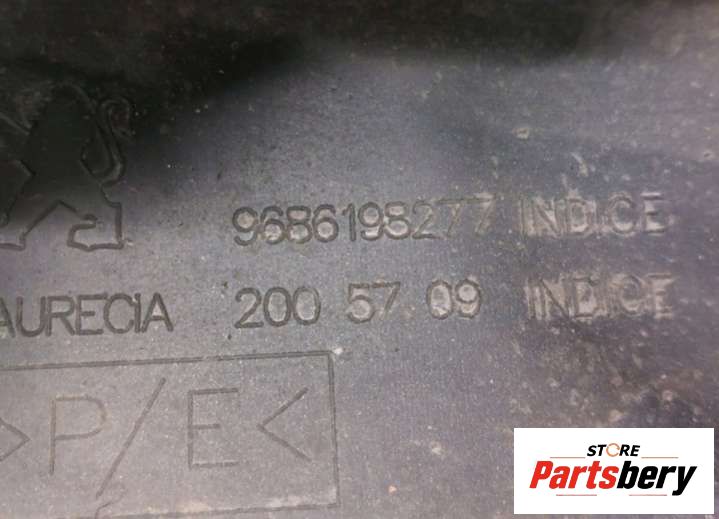 9686198277 INDICE
AURECIA 200 57 09 INDICE
>P/E<
STORE
Partsbery